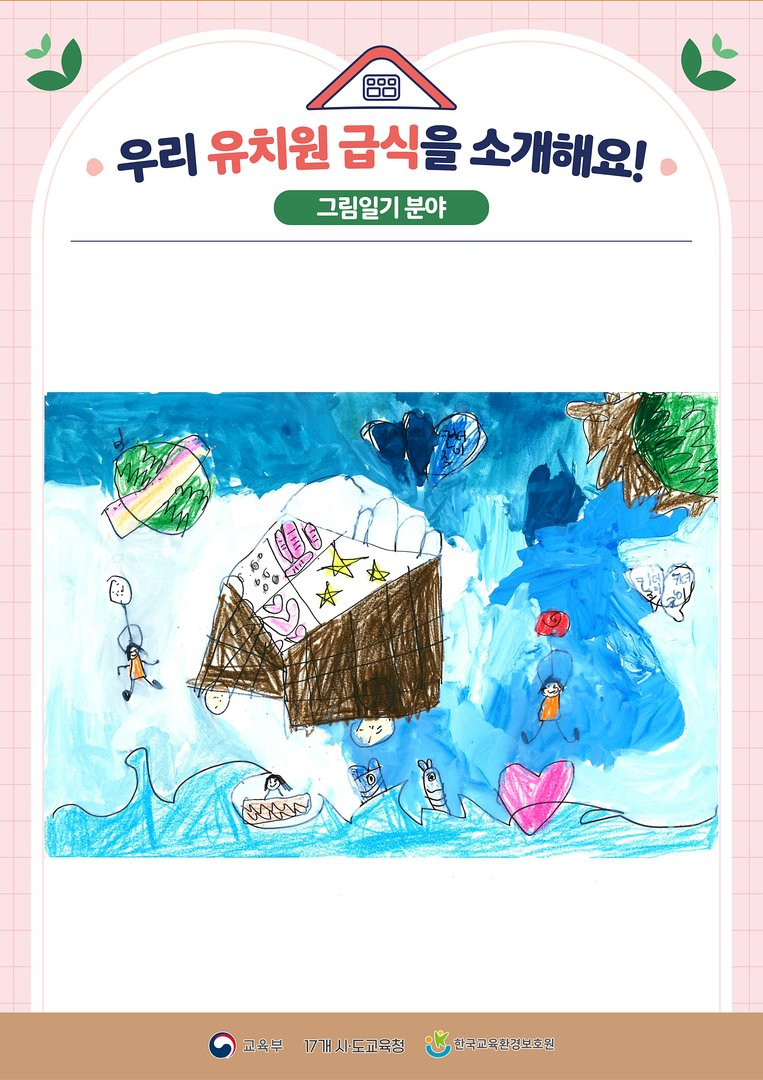 우리 유치원 급식을 소개해요!
그림일기 분야
교육부
17개 시·도교육청
한국교육환경보호원